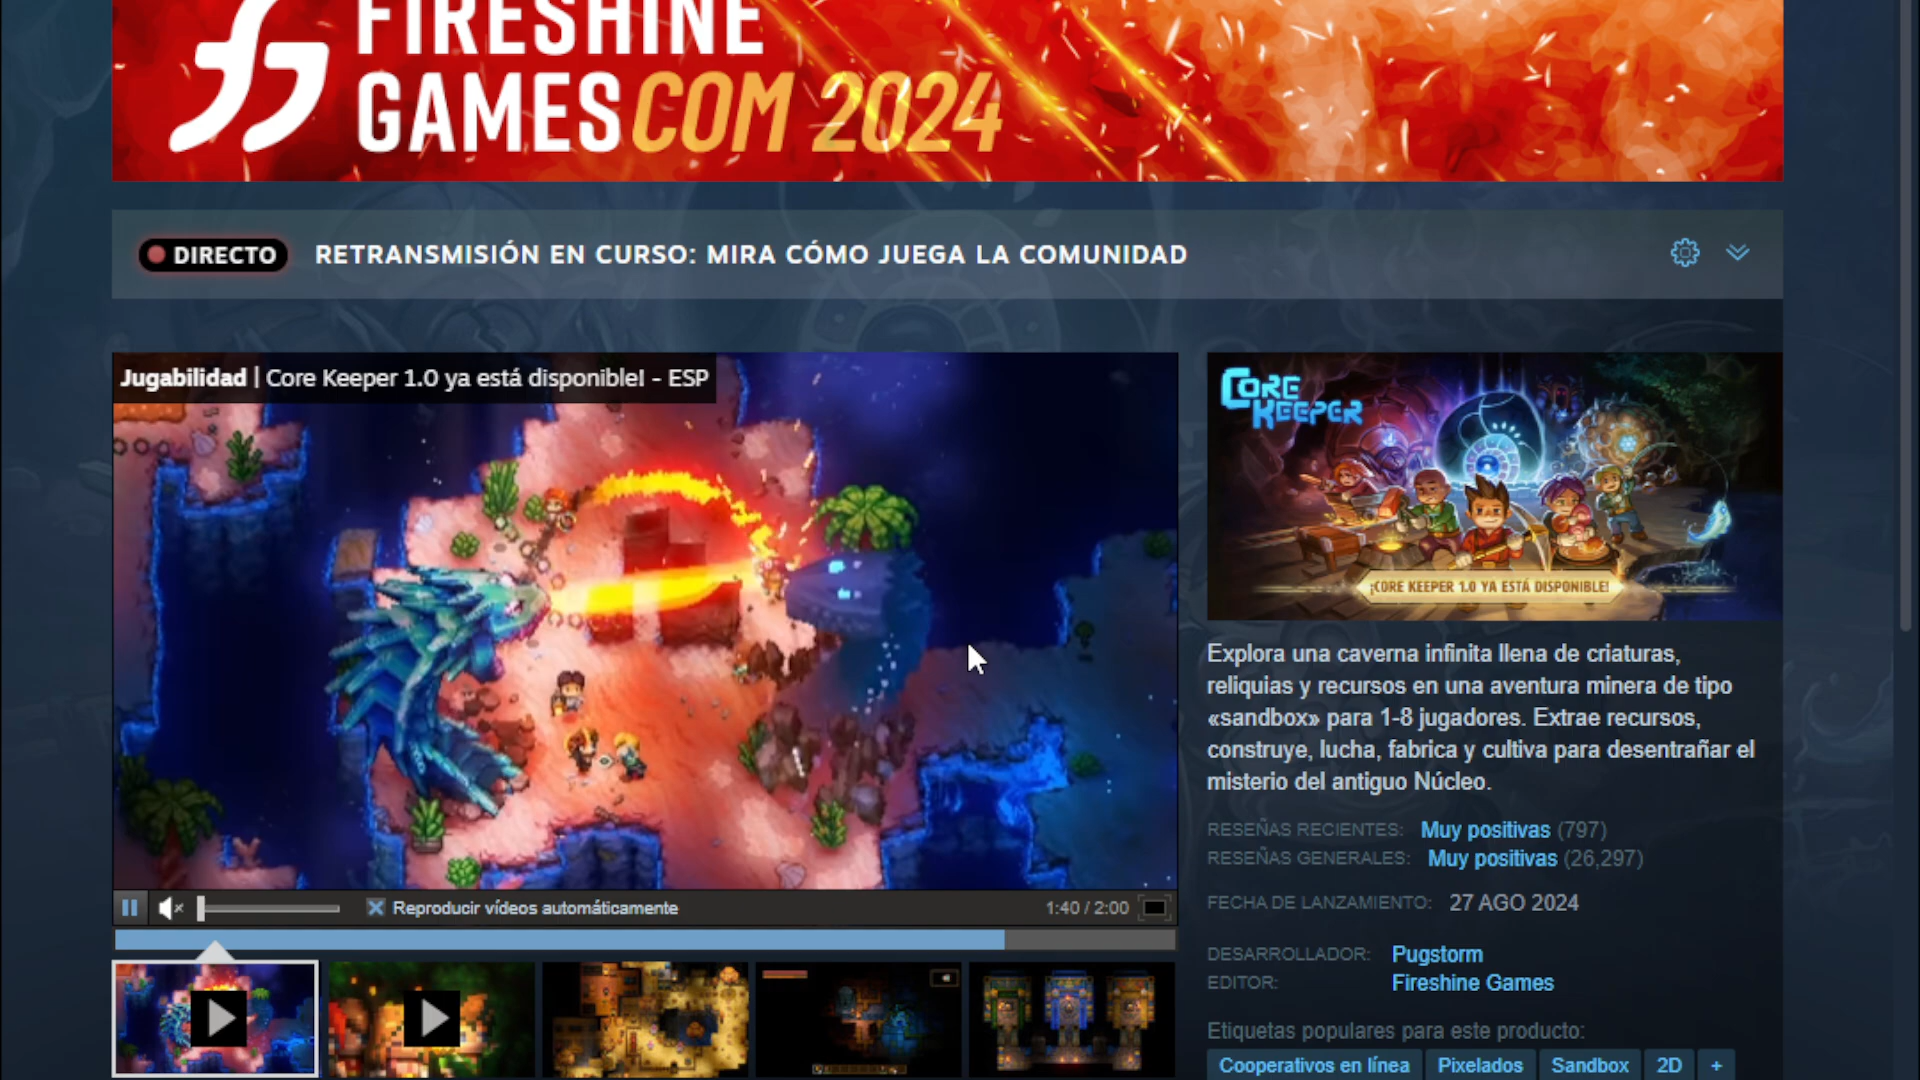 FIRESHINE
GAMESCOM 2024
DIRECTO
RETRANSMISIÓN EN CURSO: MIRA CÓMO JUEGA LA COMUNIDAD
Jugabilidad | Core Keeper 1.0 ya está disponible! - ESP
CORE
KEEPER
¡CORE KEEPER 1.0 YA ESTÁ DISPONIBLE!
Explora una caverna infinita llena de criaturas,
reliquias y recursos en una aventura minera de tipo
«sandbox» para 1-8 jugadores. Extrae recursos,
construye, lucha, fabrica y cultiva para desentrañar el
misterio del antiguo Núcleo.
RESEÑAS RECIENTES: Muy positivas (797)
RESEÑAS GENERALES: Muy positivas (26,297)
FECHA DE LANZAMIENTO: 27 AGO 2024
DESARROLLADOR: Pugstorm
EDITOR: Fireshine Games
Etiquetas populares para este producto:
Cooperativos en línea Pixelados Sandbox 2D +
Reproducir vídeos automáticamente
1:40 / 2:00